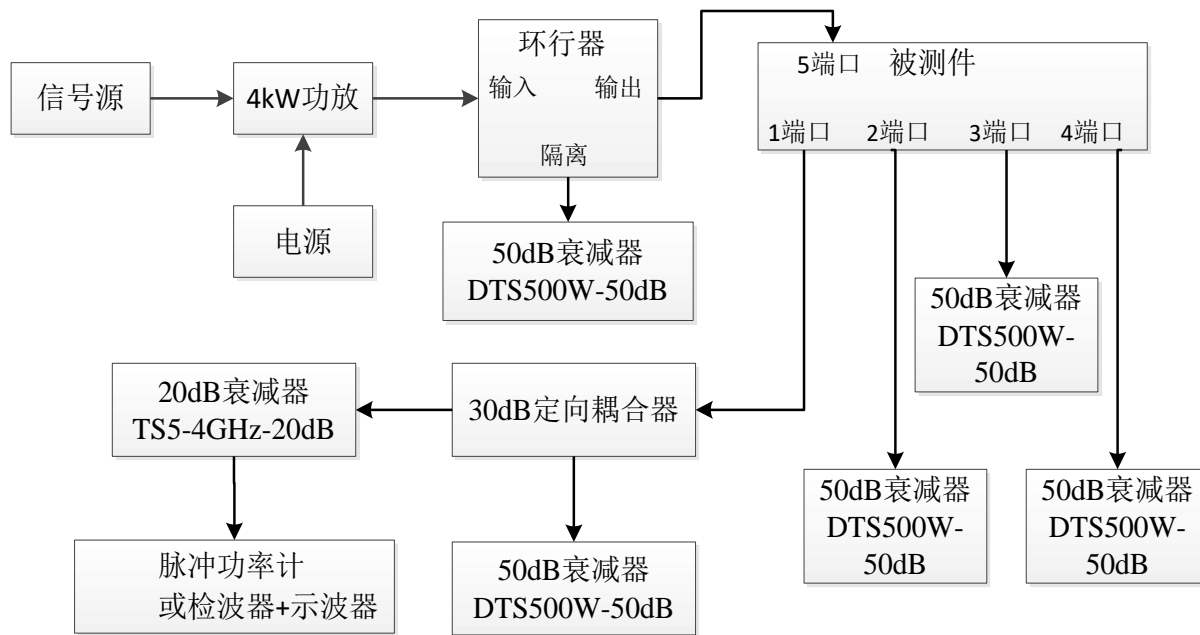 信号源
4kW功放
电源
环行器
输入
输出
隔离
50dB衰减器
DTS500W-50dB
5端口
被测件
1端口
2端口
3端口
4端口
50dB衰减器
DTS500W-
50dB
20dB衰减器
TS5-4GHz-20dB
30dB定向耦合器
50dB衰减器
DTS500W-
50dB
50dB衰减器
DTS500W-
50dB
脉冲功率计
或检波器+示波器
50dB衰减器
DTS500W-50dB